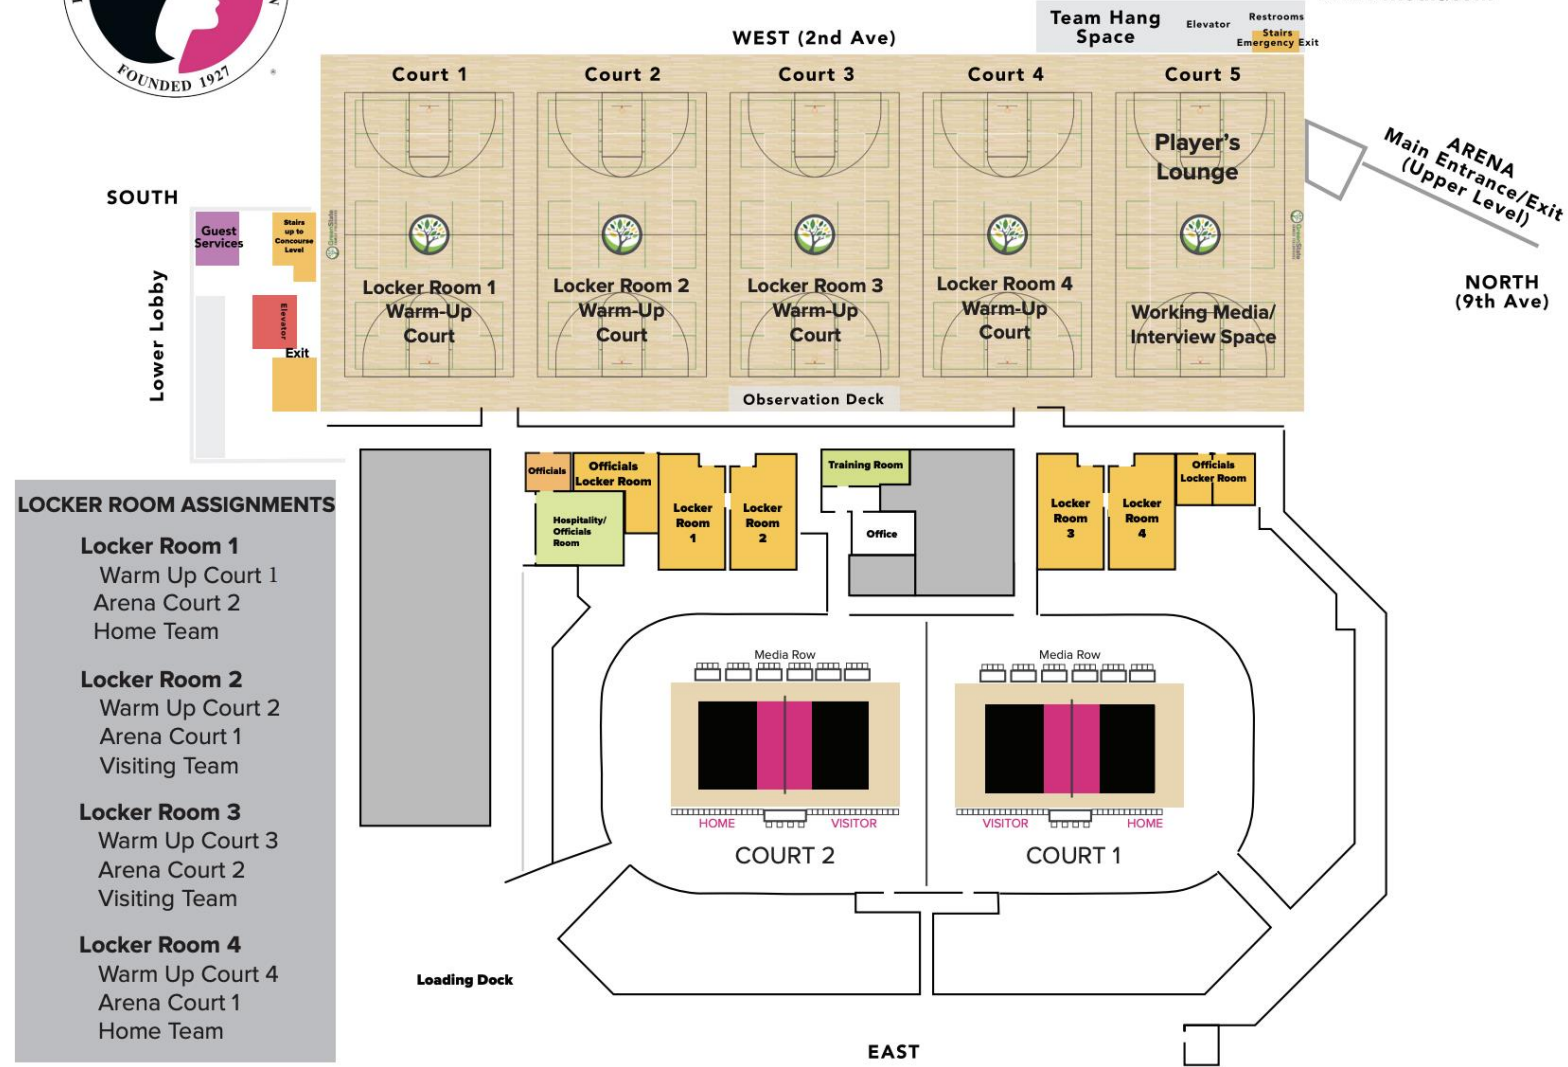 FOUNDED 1927
WEST (2nd Ave)
Team Hang
Space
Elevator
Restrooms
Stairs
Emergency Exit
Court 1
Court 2
Court 3
Court 4
Court 5
Player's
Lounge
ARENA
Main Entrance/Exit
(Upper Level)
SOUTH
NORTH
(9th Ave)
Guest
Services
Stairs
up to
Concourse
Level
GreenState
Lower Lobby
Elevator
Exit
Locker Room 1
Warm-Up
Court
Locker Room 2
Warm-Up
Court
Locker Room 3
Warm-Up
Court
Locker Room 4
Warm-Up
Court
Working Media/
Interview Space
GreenState
Observation Deck
Officials
Officials
Locker Room
Hospitality/
Officials
Room
Locker
Room
1
Locker
Room
2
Training Room
Office
Locker
Room
3
Locker
Room
4
Officials
Locker Room
LOCKER ROOM ASSIGNMENTS
Locker Room 1
Warm Up Court 1
Arena Court 2
Home Team
Locker Room 2
Warm Up Court 2
Arena Court 1
Visiting Team
Locker Room 3
Warm Up Court 3
Arena Court 2
Visiting Team
Locker Room 4
Warm Up Court 4
Arena Court 1
Home Team
Media Row
HOME
VISITOR
COURT 2
Media Row
VISITOR
HOME
COURT 1
Loading Dock
EAST